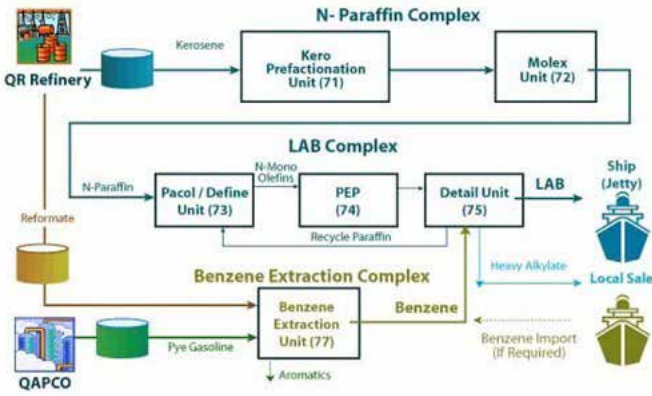 N- Paraffin Complex
Kerosene
QR Refinery
Kero
Prefactionation
Unit (71)
Molex
Unit (72)
LAB Complex
N-Paraffin
Pacol / Define
Unit (73)
N-Mono
Olefins
PEP
(74)
Detail Unit
(75)
LAB
Ship
(Jetty)
Recycle Paraffin
Reformate
Heavy Alkylate
Local Sale
Benzene Extraction Complex
Benzene
Extraction
Unit (77)
Benzene
Benzene Import
(If Required)
Pye Gasoline
QAPCO
Aromatics